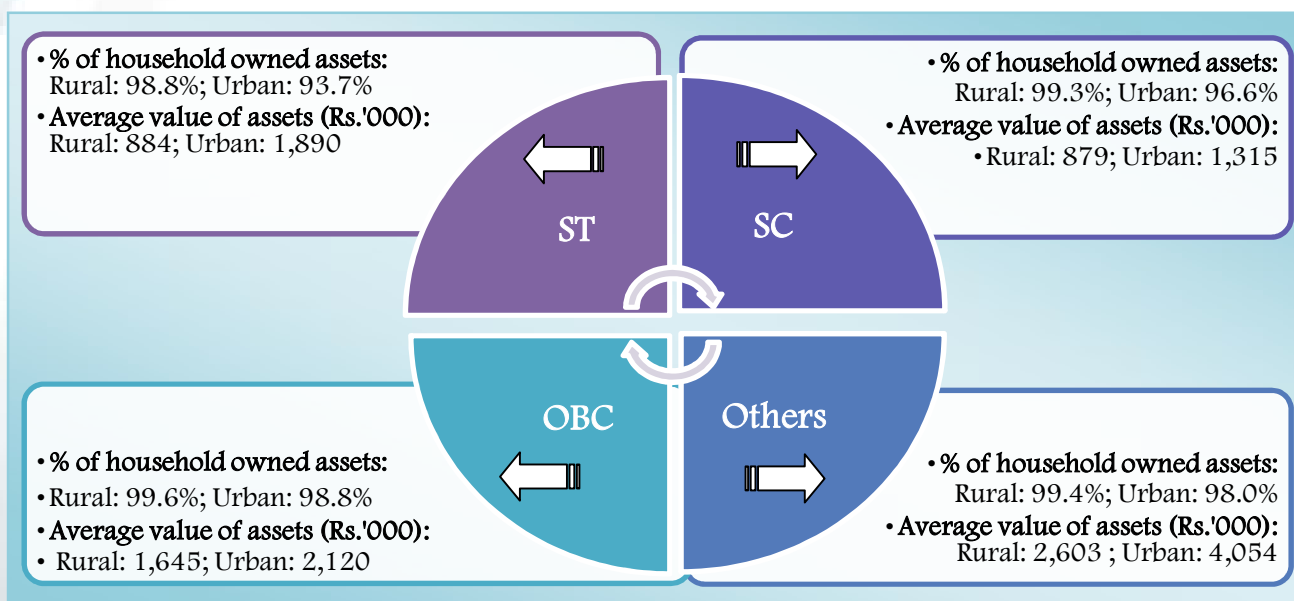 • % of household owned assets:
Rural: 98.8%; Urban: 93.7%
• Average value of assets (Rs.'000):
Rural: 884; Urban: 1,890
ST
• % of household owned assets:
Rural: 99.3%; Urban: 96.6%
• Average value of assets (Rs.'000):
• Rural: 879; Urban: 1,315
SC
OBC
• % of household owned assets:
• Rural: 99.6%; Urban: 98.8%
• Average value of assets (Rs.'000):
• Rural: 1,645; Urban: 2,120
Others
• % of household owned assets:
Rural: 99.4%; Urban: 98.0%
• Average value of assets (Rs.'000):
Rural: 2,603 ; Urban: 4,054